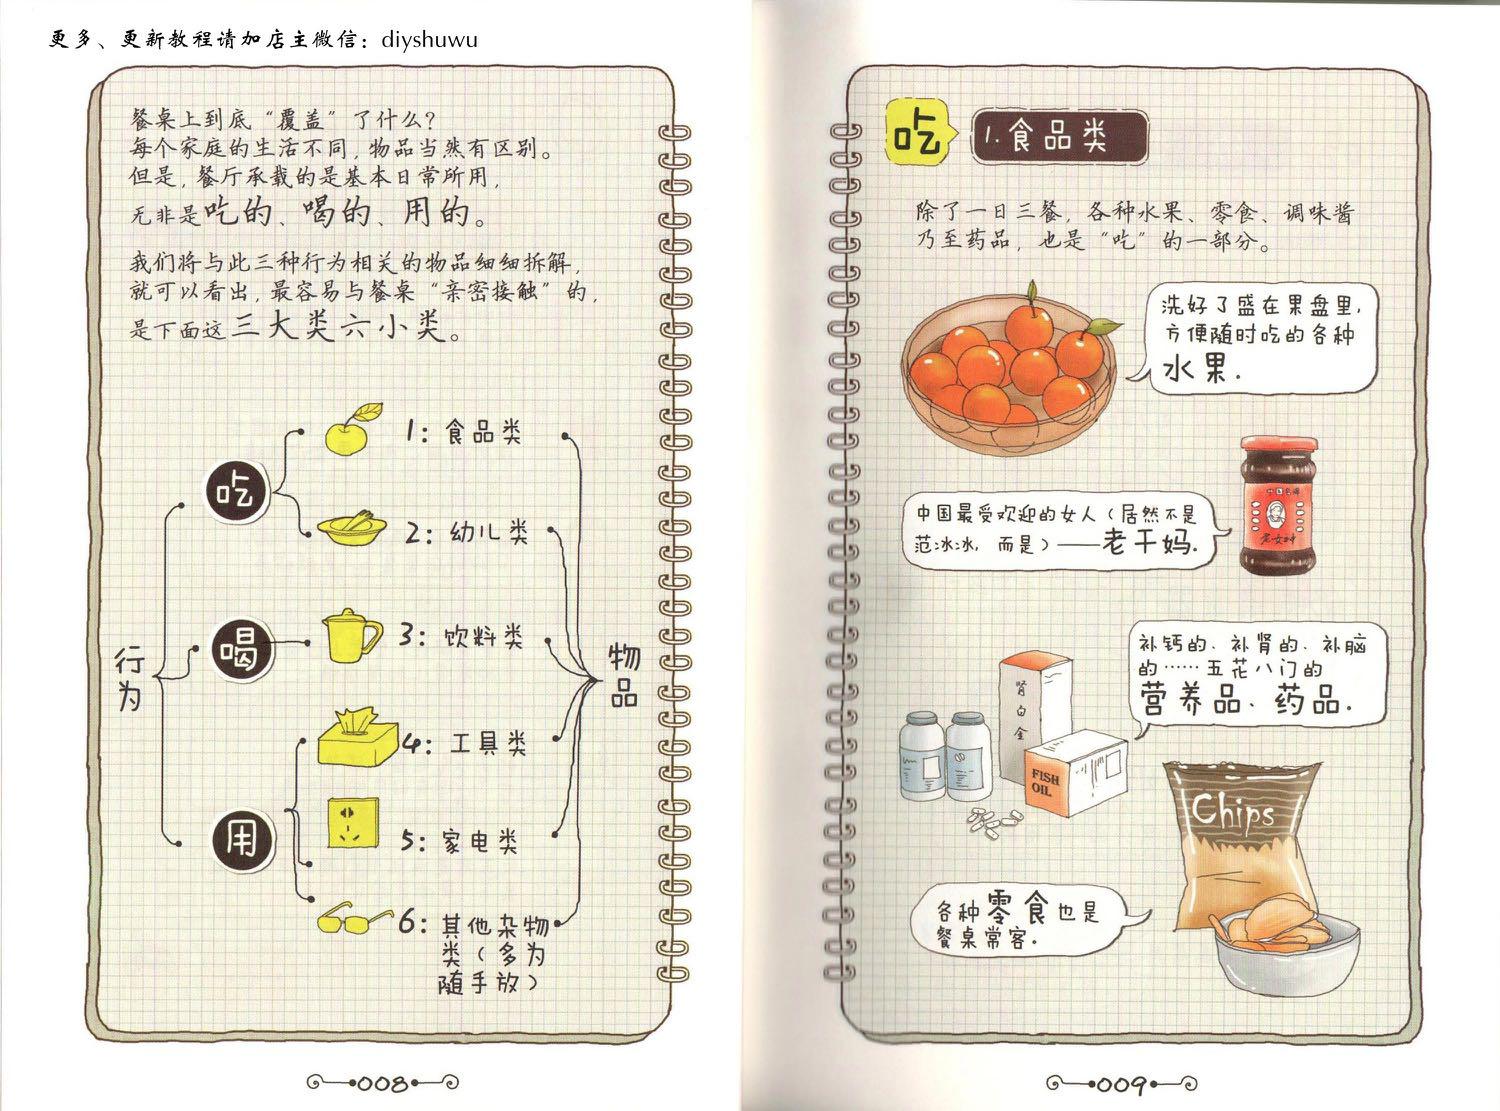 更多、更新教程请加店主微信：diyshuwu
餐桌上到底“覆盖”了什么？
每个家庭的生活不同，物品当然有区别。
但是，餐厅承载的是基本日常所用，
无非是吃的、喝的、用的。
我们将与此三种行为相关的物品细细拆解，
就可以看出，最容易与餐桌“亲密接触”的，
是下面这三大类六小类。
行为
吃
喝
用
1：食品类
2：幼儿类
3：饮料类
4：工具类
5：家电类
6：其他杂物
类（多为
随手放）
物品
008
吃
1.食品类
除了一日三餐，各种水果、零食、调味酱
乃至药品，也是“吃”的一部分。
洗好了盛在果盘里，
方便随时吃的各种
水果.
中国最受欢迎的女人（居然不是
范冰冰，而是）——老干妈.
补钙的、补肾的、补脑
的……五花八门的
营养品、药品.
肾白金
FISH
OIL
Chips
各种零食也是
餐桌常客.
009